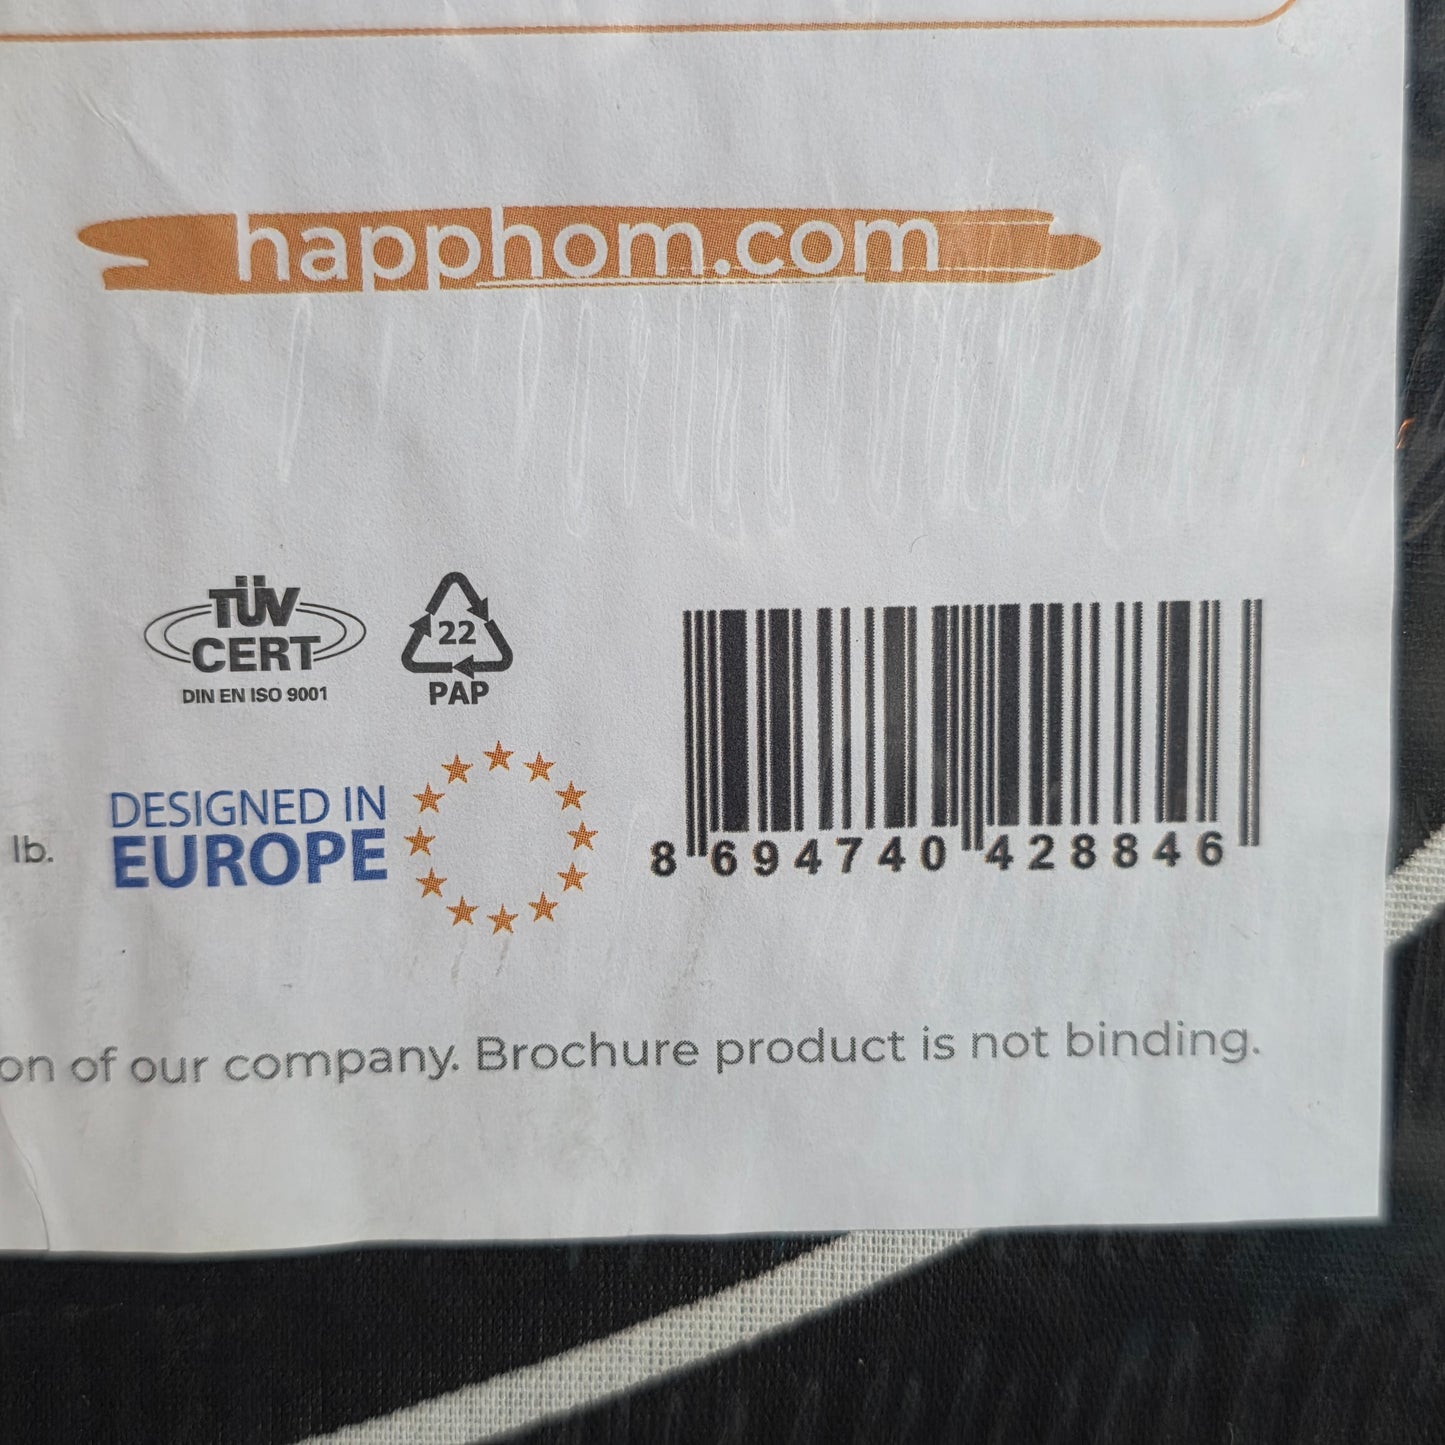 happhom.com
TÜV
CERT
DIN EN ISO 9001
22
PAP
DESIGNED IN
EUROPE
lb.
8 694740 428846
on of our company. Brochure product is not binding.